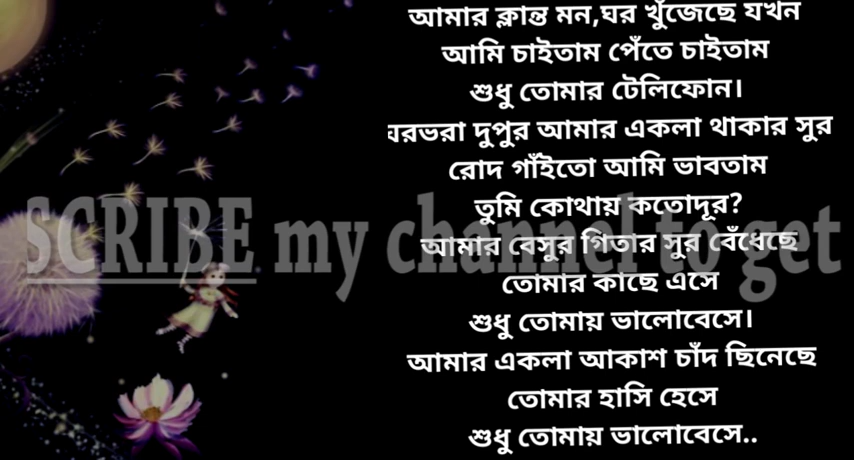 আমার ক্লান্ত মন,ঘর খুঁজেছে যখন
আমি চাইতাম পেঁতে চাইতাম
শুধু তোমার টেলিফোন।
ঘরভরা দুপুর আমার একলা থাকার সুর
রোদ গাঁইতো আমি ভাবতাম
তুমি কোথায় কতোদূর?
SCRIBE my channel to get
আমার বেসুর গিতার সুর বেঁধেছে
তোমার কাছে এসে
শুধু তোমায় ভালোবেসে।
আমার একলা আকাশ চাঁদ ছিনেছে
তোমার হাসি হেসে
শুধু তোমায় ভালোবেসে..